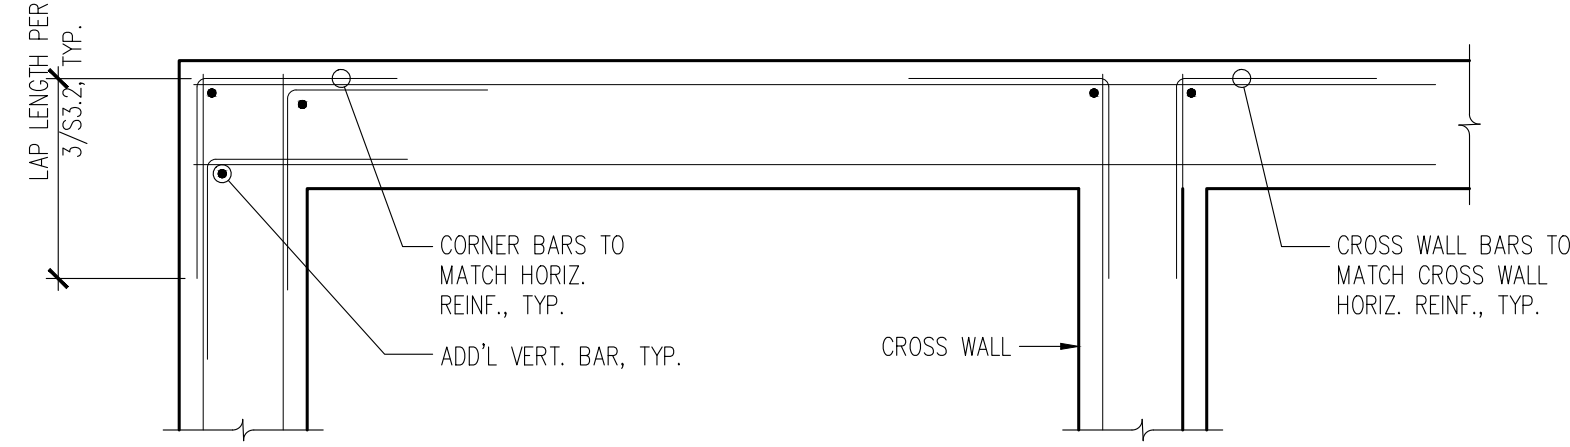 LAP LENGTH PER
3/S3.2, TYP.
CORNER BARS TO
MATCH HORIZ.
REINF., TYP.
ADD'L VERT. BAR, TYP.
CROSS WALL
CROSS WALL BARS TO
MATCH CROSS WALL
HORIZ. REINF., TYP.